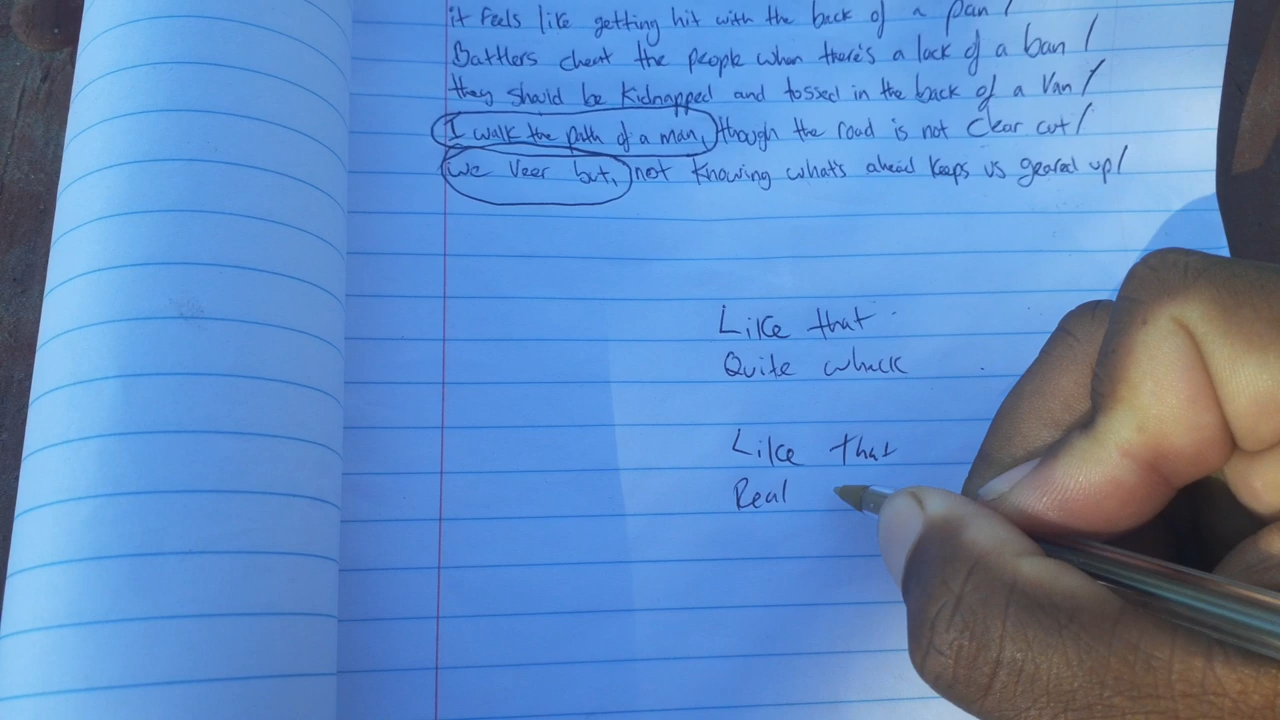 it feels like getting hit with the back of a pan /
Battlers cheat the people when there's a lack of a ban /
they should be kidnapped and tossed in the back of a van /
I walk the path of a man, though the road is not clear cut /
we veer but, not knowing what's ahead keeps us geared up /
Like that
Quite whack
Like that
Real